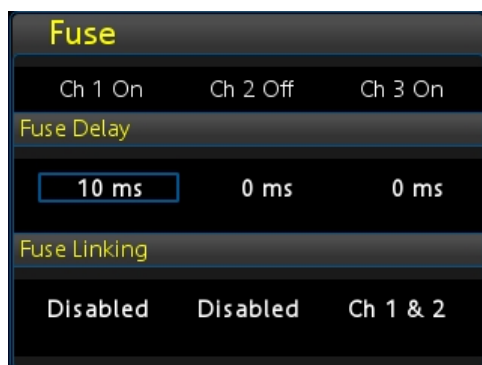 Fuse
Ch 1 On Ch 2 Off Ch 3 On
Fuse Delay
10 ms 0 ms 0 ms
Fuse Linking
Disabled Disabled Ch 1 & 2